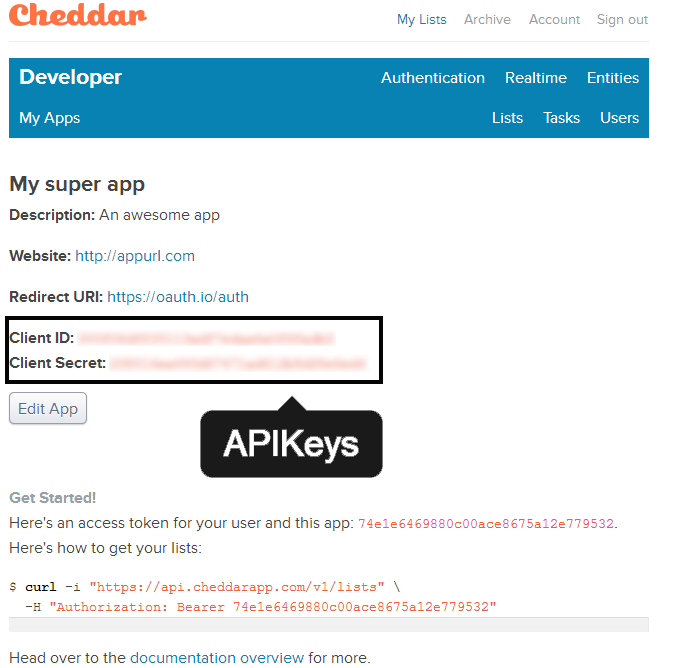 Cheddar
My Lists Archive Account Sign out
Developer
Authentication Realtime Entities
My Apps
Lists Tasks Users
My super app
Description: An awesome app
Website: http://appurl.com
Redirect URI: https://oauth.io/auth
Client ID:
Client Secret:
Edit App
APIKeys
Get Started!
Here's an access token for your user and this app: 74e1e6469880c00ace8675a12e779532.
Here's how to get your lists:
$ curl -i "https://api.cheddarapp.com/v1/lists" \
-H "Authorization: Bearer 74e1e6469880c00ace8675a12e779532"
Head over to the documentation overview for more.